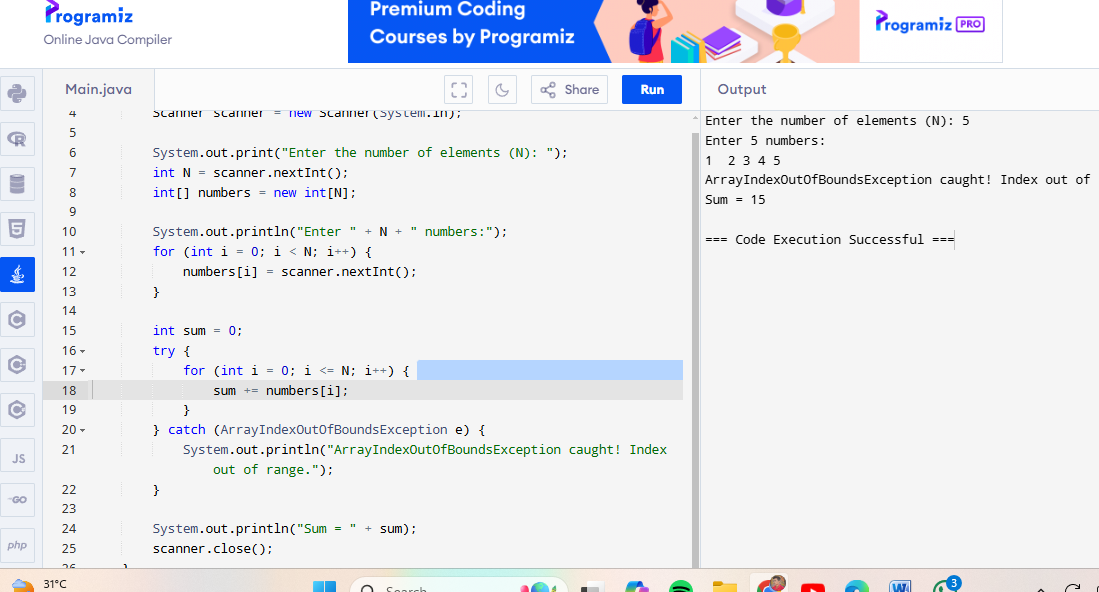 Programiz
Online Java Compiler
Premium Coding
Courses by Programiz
Programiz PRO
Main.java
Share
Run
Output
4 Scanner scanner = new Scanner(System.in);
5
6 System.out.print("Enter the number of elements (N): ");
7 int N = scanner.nextInt();
8 int[] numbers = new int[N];
9
10 System.out.println("Enter " + N + " numbers:");
11 for (int i = 0; i < N; i++) {
12 numbers[i] = scanner.nextInt();
13 }
14
15 int sum = 0;
16 try {
17 for (int i = 0; i <= N; i++) {
18 sum += numbers[i];
19 }
20 } catch (ArrayIndexOutOfBoundsException e) {
21 System.out.println("ArrayIndexOutOfBoundsException caught! Index
out of range.");
22 }
23
24 System.out.println("Sum = " + sum);
25 scanner.close();
26 }
Enter the number of elements (N): 5
Enter 5 numbers:
1  2 3 4 5
ArrayIndexOutOfBoundsException caught! Index out of
Sum = 15
=== Code Execution Successful ===
R
5
C
C
C
JS
GO
php
31°C
Search
W
3